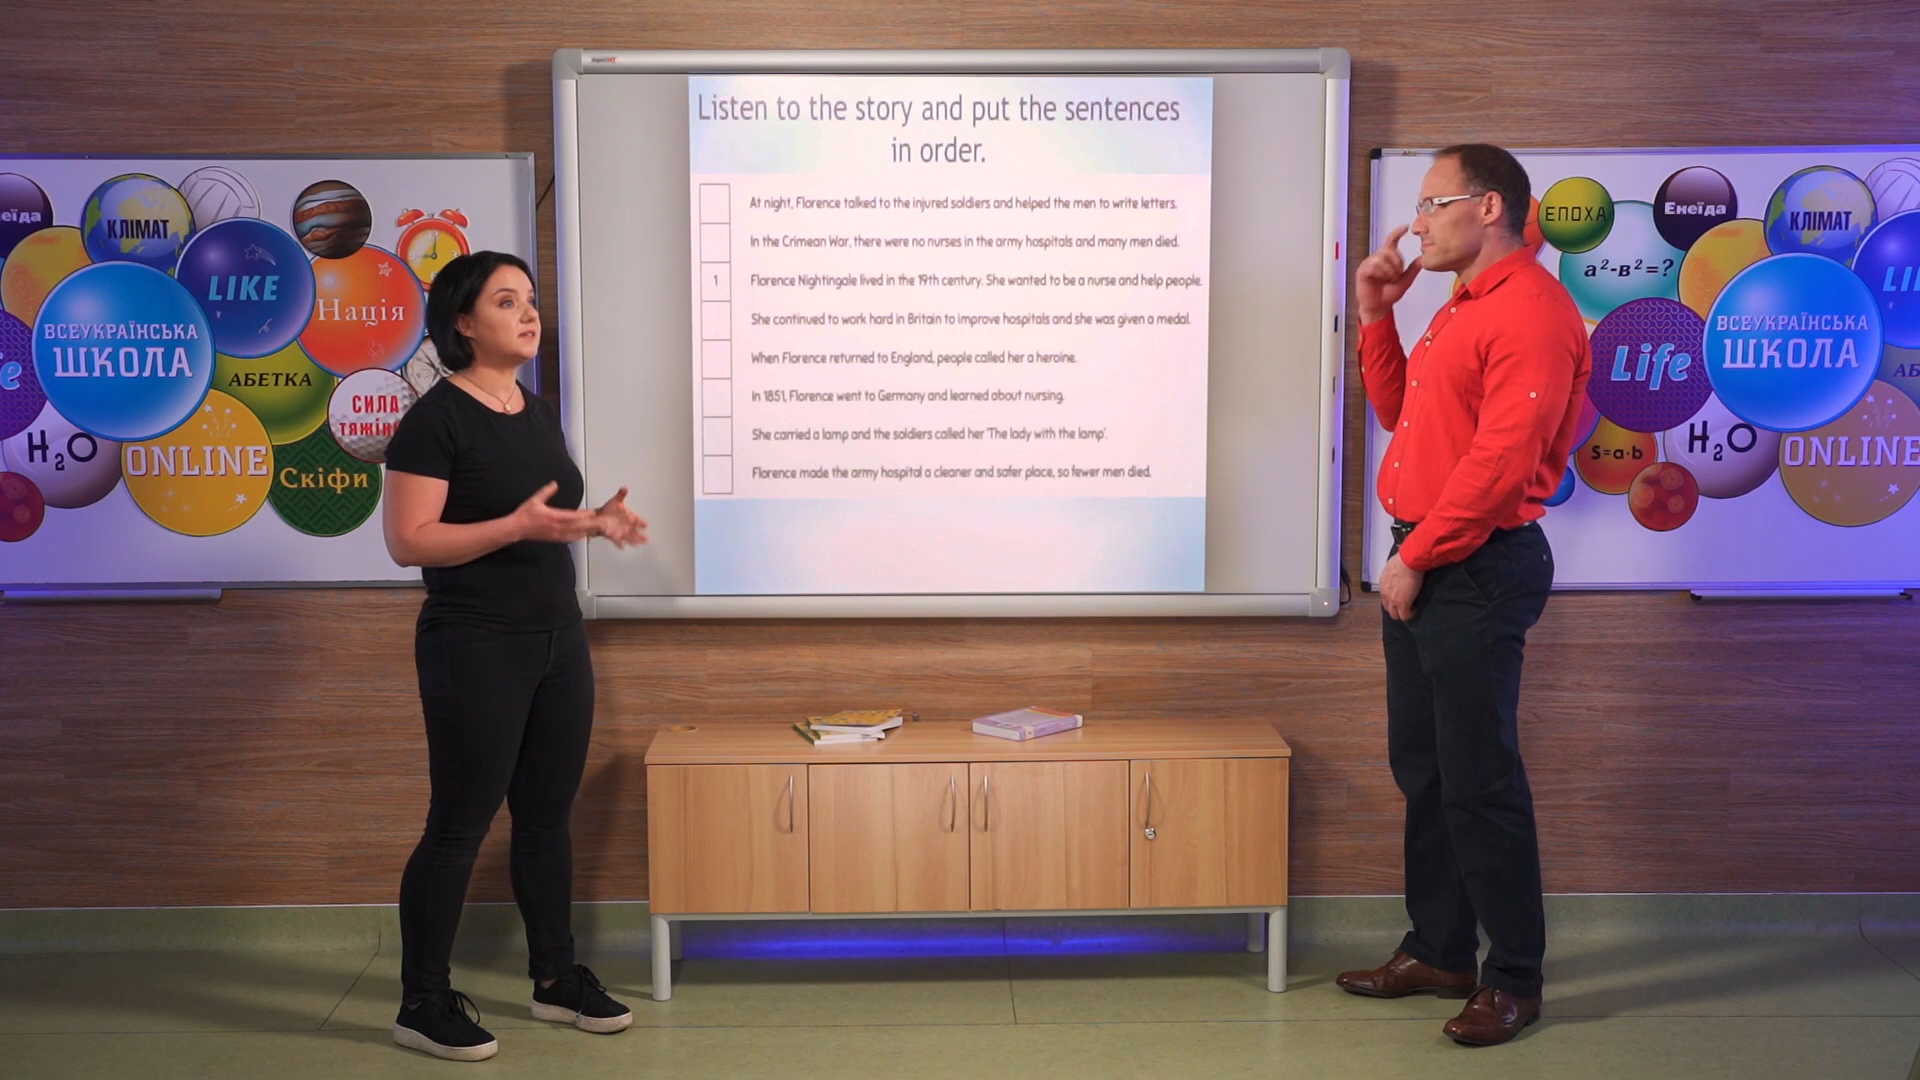 Listen to the story and put the sentences
in order.
At night, Florence talked to the injured soldiers and helped the men to write letters.
In the Crimean War, there were no nurses in the army hospitals and many men died.
1 Florence Nightingale lived in the 19th century. She wanted to be a nurse and help people.
She continued to work hard in Britain to improve hospitals and she was given a medal.
When Florence returned to England, people called her a heroine.
In 1851, Florence went to Germany and learned about nursing.
She carried a lamp and the soldiers called her 'The lady with the lamp'.
Florence made the army hospital a cleaner and safer place, so fewer men died.
еїда
КЛІМАТ
LIKE
Нація
ВСЕУКРАЇНСЬКА
ШКОЛА
АБЕТКА
СИЛА
ТЯЖІН
H₂O
ONLINE
Скіфи
ЕПОХА
Енеїда
КЛІМАТ
a²-в²=?
LI
Life
ВСЕУКРАЇНСЬКА
ШКОЛА
АБ
S=a·b
H₂O
ONLINE